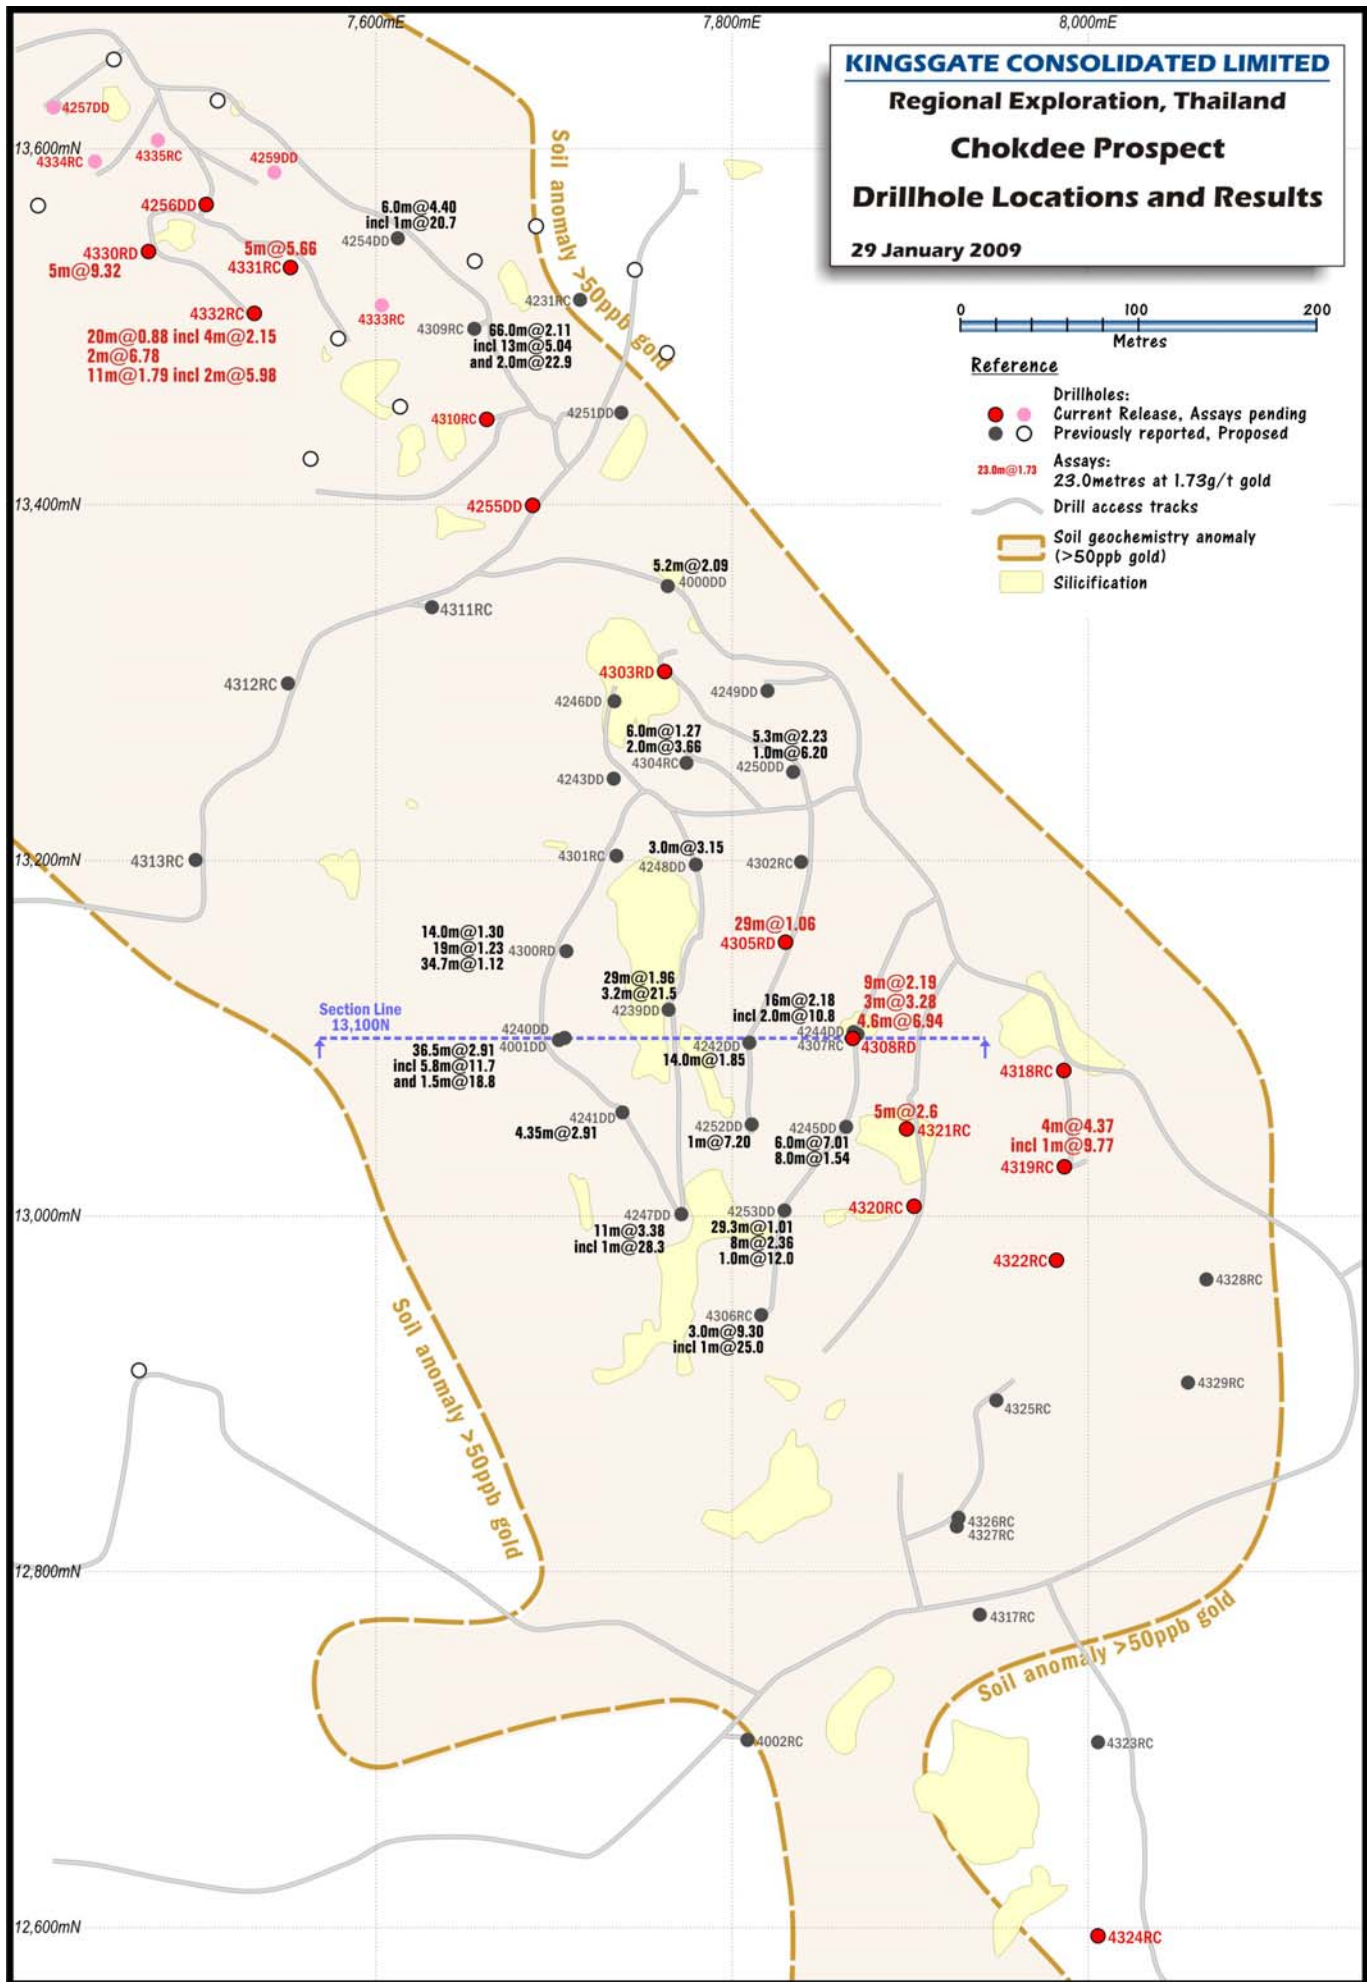 7,600mE
7,800mE
8,000mE
KINGSGATE CONSOLIDATED LIMITED
Regional Exploration, Thailand
Chokdee Prospect
Drillhole Locations and Results
29 January 2009
0
100
200
Metres
Reference
Drillholes:
Current Release, Assays pending
Previously reported, Proposed
Assays:
23.0m@1.73
23.0metres at 1.73g/t gold
Drill access tracks
Soil geochemistry anomaly
(>50ppb gold)
Silicification
4257DD
13,600mN
4334RC
4335RC
4259DD
4256DD
6.0m@4.40
incl 1m@20.7
4254DD
Soil anomaly >50ppb gold
4330RD
5m@9.32
5m@5.66
4331RC
4332RC
20m@0.88 incl 4m@2.15
2m@6.78
11m@1.79 incl 2m@5.98
4333RC
4231RC
4309RC
66.0m@2.11
incl 13m@5.04
and 2.0m@22.9
4310RC
4251DD
13,400mN
4255DD
5.2m@2.09
4000DD
4311RC
4312RC
4303RD
4249DD
4246DD
6.0m@1.27
2.0m@3.66
4304RC
5.3m@2.23
1.0m@6.20
4250DD
4243DD
13,200mN
4313RC
4301RC
3.0m@3.15
4248DD
4302RC
29m@1.06
4305RD
14.0m@1.30
19m@1.23
34.7m@1.12
4300RD
29m@1.96
3.2m@21.5
4239DD
16m@2.18
incl 2.0m@10.8
9m@2.19
3m@3.28
4.6m@6.94
Section Line
13,100N
4240DD
4001DD
36.5m@2.91
incl 5.8m@11.7
and 1.5m@18.8
4242DD
14.0m@1.85
4244DD
4307RC
4308RD
4318RC
4241DD
4.35m@2.91
4252DD
1m@7.20
4245DD
6.0m@7.01
8.0m@1.54
5m@2.6
4321RC
4m@4.37
incl 1m@9.77
4319RC
13,000mN
4247DD
11m@3.38
incl 1m@28.3
4253DD
29.3m@1.01
8m@2.36
1.0m@12.0
4320RC
4322RC
4328RC
4306RC
3.0m@9.30
incl 1m@25.0
Soil anomaly >50ppb gold
4329RC
4325RC
4326RC
4327RC
12,800mN
4317RC
Soil anomaly >50ppb gold
4002RC
4323RC
12,600mN
4324RC